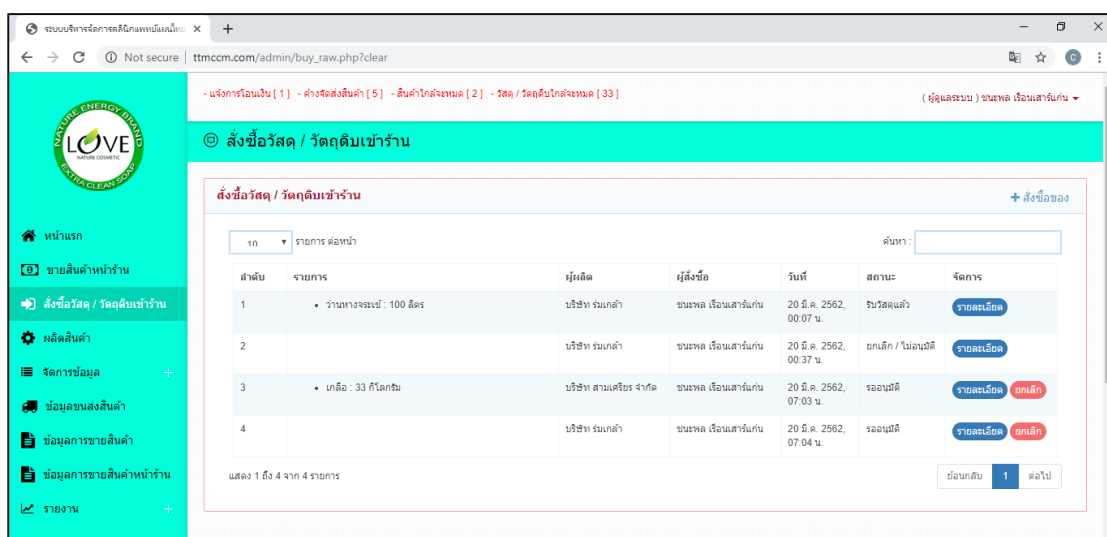 ระบบบริหารจัดการคลินิกแพทย์แผนไทย
Not secure | ttmccm.com/admin/buy_raw.php?clear
C
NATURE ENERGY BRAND
LOVE
NATURE COSMETIC
EXTRA CLEAN SOAP
- แจ้งการโอนเงิน [ 1 ] - ค้างจัดส่งสินค้า [ 5 ] - สินค้าใกล้จะหมด [ 2 ] - วัสดุ / วัตถุดิบใกล้จะหมด [ 33 ]
( ผู้ดูแลระบบ ) ชนะพล เรือนเสาร์แก่น
สั่งซื้อวัสดุ / วัตถุดิบเข้าร้าน
หน้าแรก
ขายสินค้าหน้าร้าน
สั่งซื้อวัสดุ / วัตถุดิบเข้าร้าน
ผลิตสินค้า
จัดการข้อมูล +
ข้อมูลขนส่งสินค้า
ข้อมูลการขายสินค้า
ข้อมูลการขายสินค้าหน้าร้าน
รายงาน +
สั่งซื้อวัสดุ / วัตถุดิบเข้าร้าน + สั่งซื้อของ
10 รายการ ต่อหน้า ค้นหา :
ลำดับ รายการ ผู้ผลิต ผู้สั่งซื้อ วันที่ สถานะ จัดการ
1 • ว่านหางจระเข้ : 100 ลิตร บริษัท ร่มเกล้า ชนะพล เรือนเสาร์แก่น 20 มี.ค. 2562, รับวัสดุแล้ว รายละเอียด
00:07 น.
2 บริษัท ร่มเกล้า ชนะพล เรือนเสาร์แก่น 20 มี.ค. 2562, ยกเลิก / ไม่อนุมัติ รายละเอียด
00:37 น.
3 • เกลือ : 33 กิโลกรัม บริษัท สามเศรียร จำกัด ชนะพล เรือนเสาร์แก่น 20 มี.ค. 2562, รออนุมัติ รายละเอียด ยกเลิก
07:03 น.
4 บริษัท ร่มเกล้า ชนะพล เรือนเสาร์แก่น 20 มี.ค. 2562, รออนุมัติ รายละเอียด ยกเลิก
07:04 น.
แสดง 1 ถึง 4 จาก 4 รายการ ย้อนกลับ 1 ต่อไป